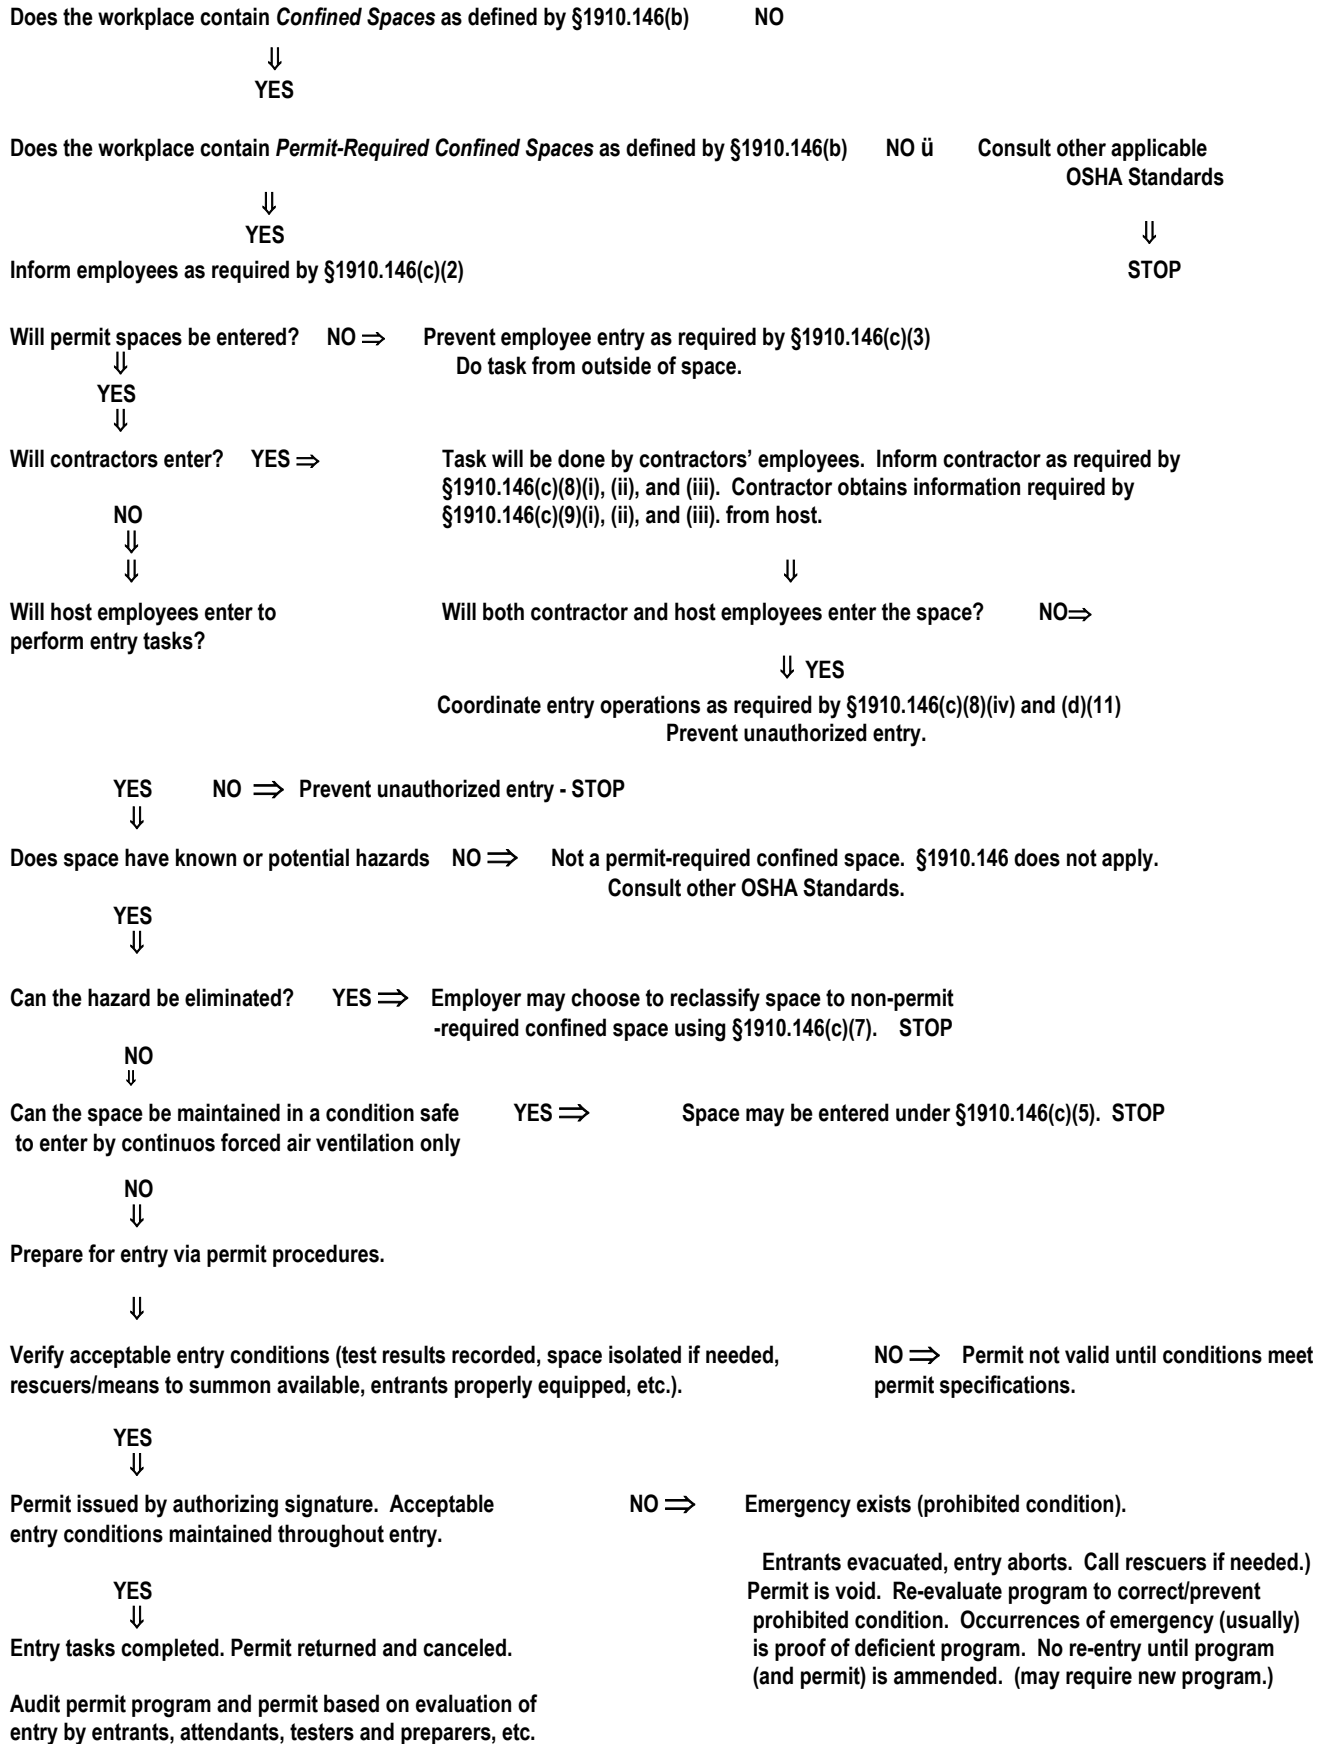 Does the workplace contain Confined Spaces as defined by §1910.146(b) NO
⇓
YES
Does the workplace contain Permit-Required Confined Spaces as defined by §1910.146(b) NO ü Consult other applicable
OSHA Standards
⇓
YES ⇓
Inform employees as required by §1910.146(c)(2) STOP
Will permit spaces be entered? NO ⇒ Prevent employee entry as required by §1910.146(c)(3)
⇓ Do task from outside of space.
YES
⇓
Will contractors enter? YES ⇒ Task will be done by contractors’ employees. Inform contractor as required by
§1910.146(c)(8)(i), (ii), and (iii). Contractor obtains information required by
NO §1910.146(c)(9)(i), (ii), and (iii). from host.
⇓
⇓ ⇓
Will host employees enter to Will both contractor and host employees enter the space? NO⇒
perform entry tasks?
⇓ YES
Coordinate entry operations as required by §1910.146(c)(8)(iv) and (d)(11)
Prevent unauthorized entry.
YES NO ⇒ Prevent unauthorized entry - STOP
⇓
Does space have known or potential hazards NO ⇒ Not a permit-required confined space. §1910.146 does not apply.
Consult other OSHA Standards.
YES
⇓
Can the hazard be eliminated? YES ⇒ Employer may choose to reclassify space to non-permit
-required confined space using §1910.146(c)(7). STOP
NO
⇓
Can the space be maintained in a condition safe YES ⇒ Space may be entered under §1910.146(c)(5). STOP
to enter by continuos forced air ventilation only
NO
⇓
Prepare for entry via permit procedures.
⇓
Verify acceptable entry conditions (test results recorded, space isolated if needed, NO ⇒ Permit not valid until conditions meet
rescuers/means to summon available, entrants properly equipped, etc.). permit specifications.
YES
⇓
Permit issued by authorizing signature. Acceptable NO ⇒ Emergency exists (prohibited condition).
entry conditions maintained throughout entry.
Entrants evacuated, entry aborts. Call rescuers if needed.)
YES Permit is void. Re-evaluate program to correct/prevent
⇓ prohibited condition. Occurrences of emergency (usually)
Entry tasks completed. Permit returned and canceled. is proof of deficient program. No re-entry until program
(and permit) is ammended. (may require new program.)
Audit permit program and permit based on evaluation of
entry by entrants, attendants, testers and preparers, etc.